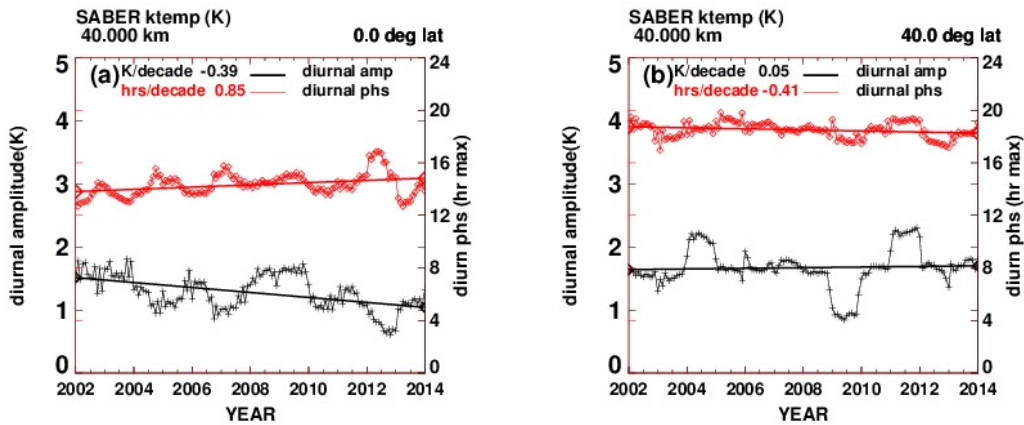 SABER ktemp (K)
40.000 km 0.0 deg lat
(a) K/decade -0.39 diurnal amp
hrs/decade 0.85 diurnal phs
5
4
3
2
1
0
diurnal amplitude(K)
24
20
16
12
8
4
0
diurn phs (hr max)
2002 2004 2006 2008 2010 2012 2014
YEAR
SABER ktemp (K)
40.000 km 40.0 deg lat
(b) K/decade 0.05 diurnal amp
hrs/decade -0.41 diurnal phs
5
4
3
2
1
0
diurnal amplitude(K)
24
20
16
12
8
4
0
diurn phs (hr max)
2002 2004 2006 2008 2010 2012 2014
YEAR